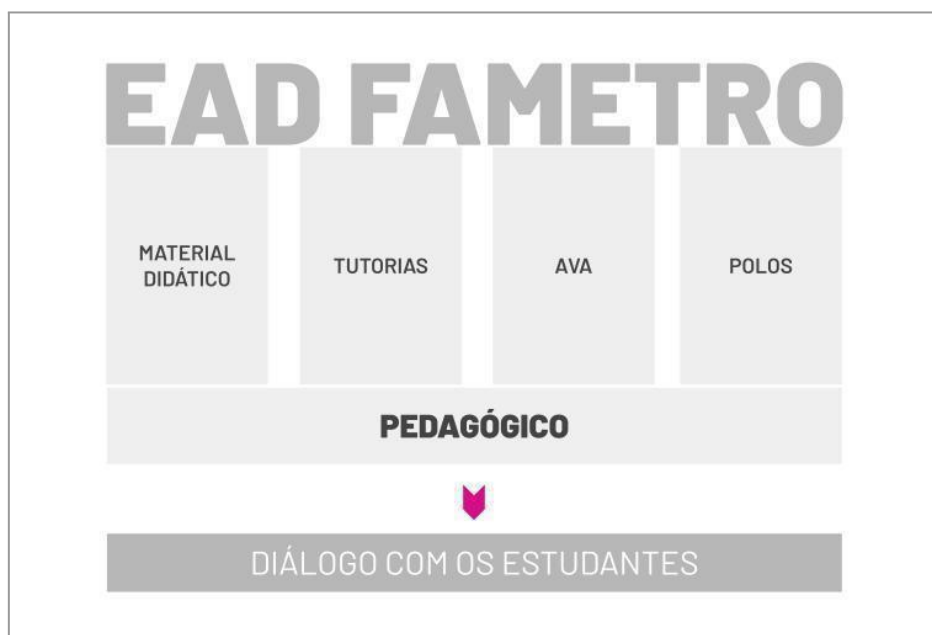 EAD FAMETRO
MATERIAL
DIDÁTICO
TUTORIAS
AVA
POLOS
PEDAGÓGICO
DIÁLOGO COM OS ESTUDANTES